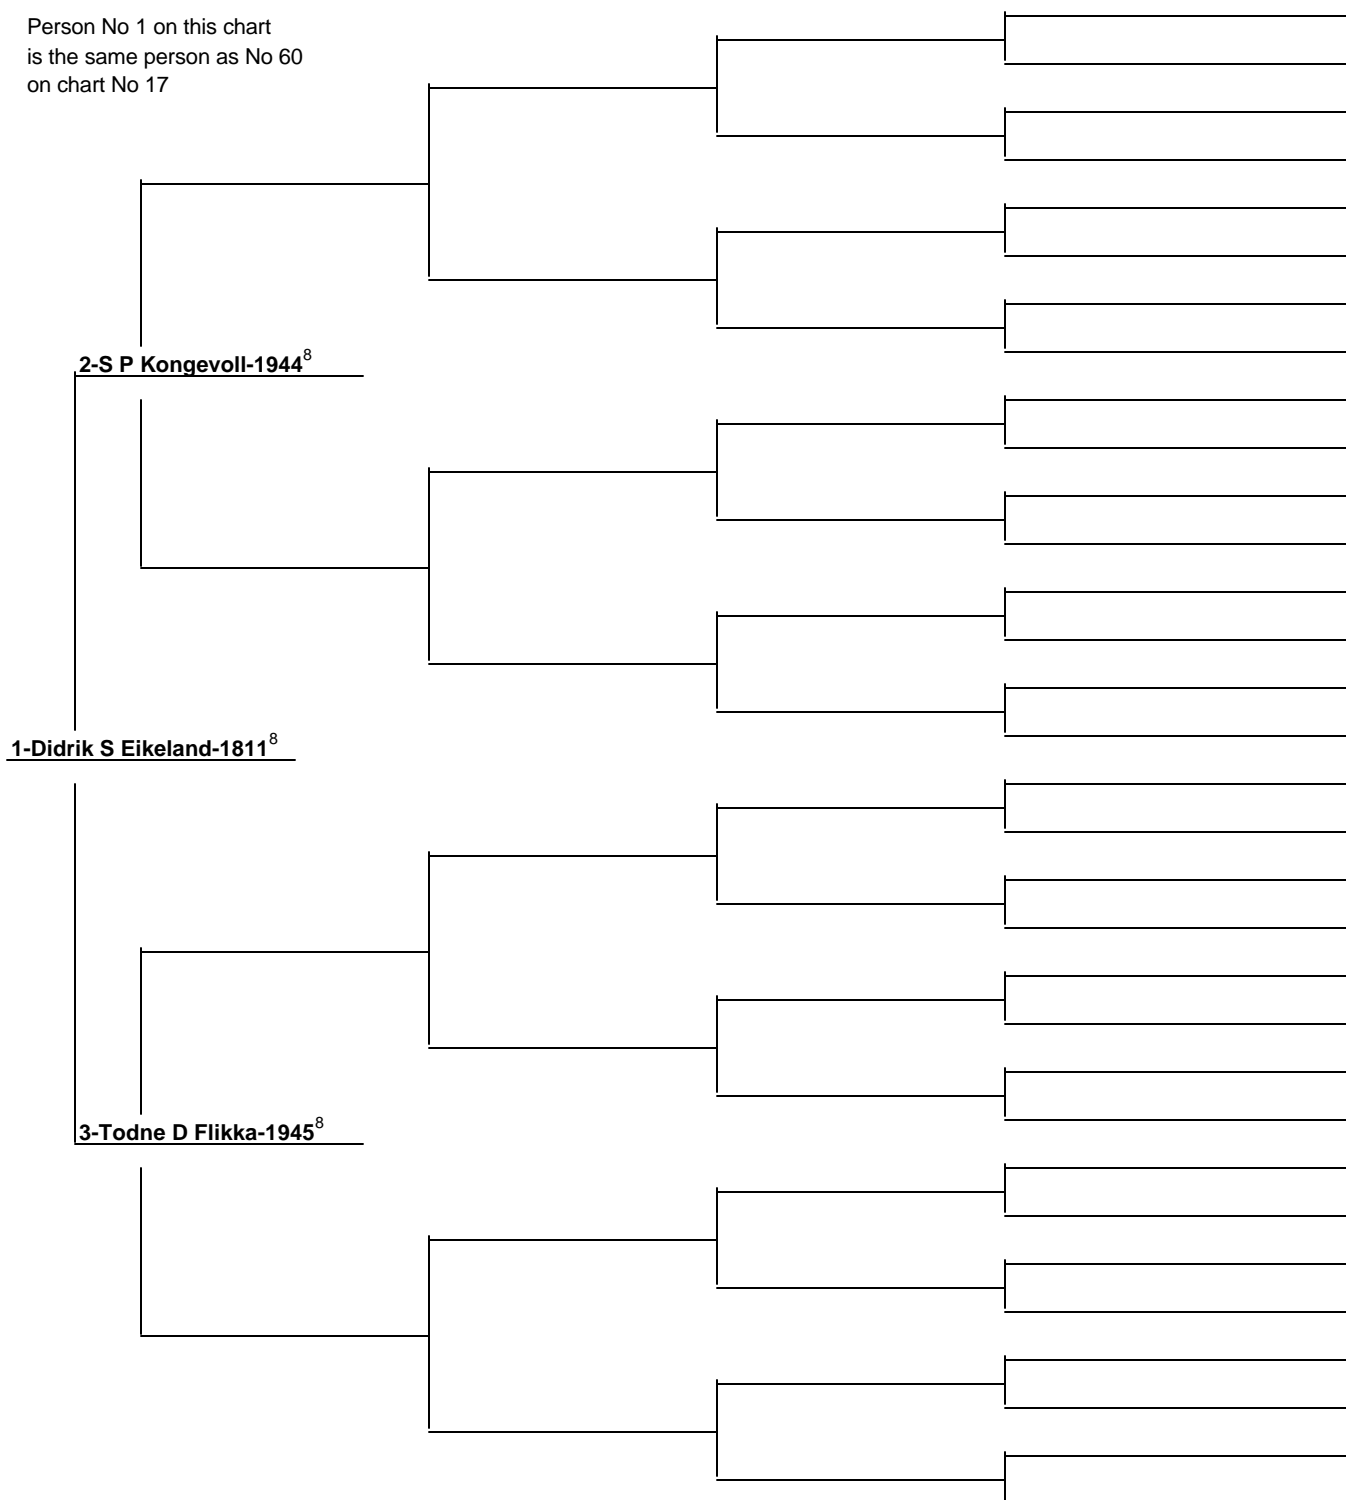 Person No 1 on this chart
is the same person as No 60
on chart No 17
2-S P Kongevoll-1944⁸
1-Didrik S Eikeland-1811⁸
3-Todne D Flikka-1945⁸